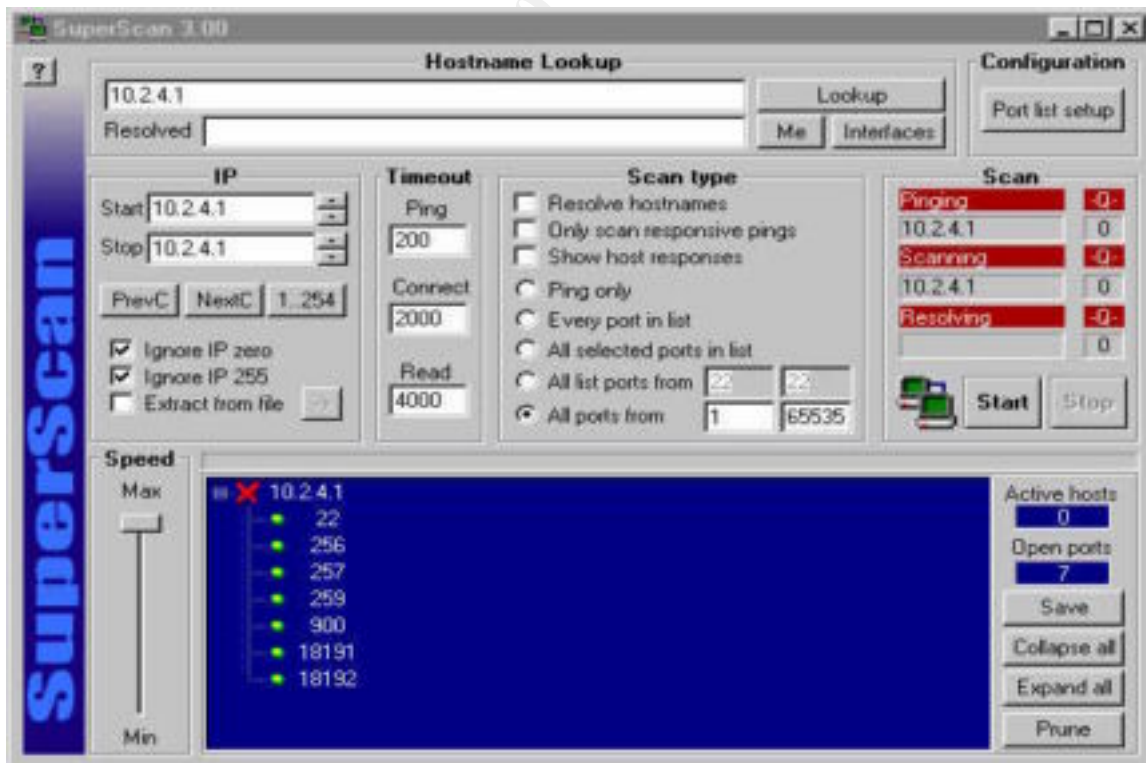 SuperScan 3.00
?
Hostname Lookup
10.2.4.1
Lookup
Resolved
Me
Interfaces
Configuration
Port list setup
IP
Start 10.2.4.1
Stop 10.2.4.1
PrevC
NextC
1..254
Ignore IP zero
Ignore IP 255
Extract from file
->
Timeout
Ping
200
Connect
2000
Read
4000
Scan type
Resolve hostnames
Only scan responsive pings
Show host responses
Ping only
Every port in list
All selected ports in list
All list ports from 22 22
All ports from 1 65535
Scan
Pinging -Q-
10.2.4.1 0
Scanning -Q-
10.2.4.1 0
Resolving -Q-
0
Start
Stop
SuperScan
Speed
Max
Min
10.2.4.1
22
256
257
259
900
18191
18192
Active hosts
0
Open ports
7
Save
Collapse all
Expand all
Prune